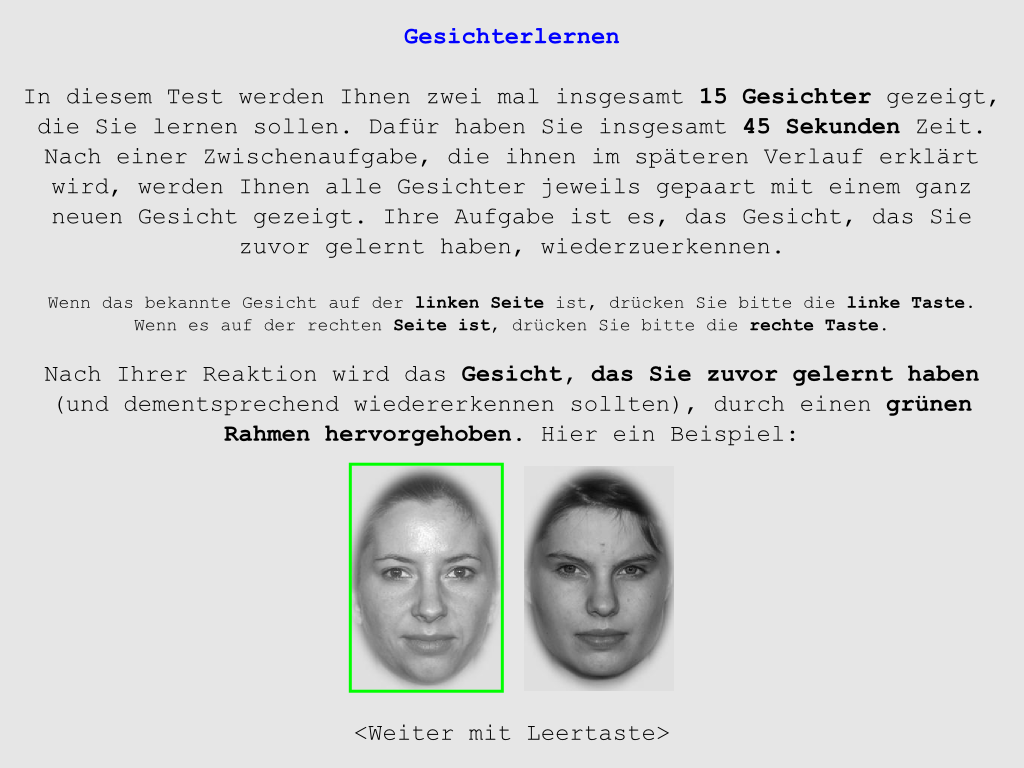 Gesichterlernen
In diesem Test werden Ihnen zwei mal insgesamt 15 Gesichter gezeigt,
die Sie lernen sollen. Dafür haben Sie insgesamt 45 Sekunden Zeit.
Nach einer Zwischenaufgabe, die ihnen im späteren Verlauf erklärt
wird, werden Ihnen alle Gesichter jeweils gepaart mit einem ganz
neuen Gesicht gezeigt. Ihre Aufgabe ist es, das Gesicht, das Sie
zuvor gelernt haben, wiederzuerkennen.
Wenn das bekannte Gesicht auf der linken Seite ist, drücken Sie bitte die linke Taste.
Wenn es auf der rechten Seite ist, drücken Sie bitte die rechte Taste.
Nach Ihrer Reaktion wird das Gesicht, das Sie zuvor gelernt haben
(und dementsprechend wiedererkennen sollten), durch einen grünen
Rahmen hervorgehoben. Hier ein Beispiel:
<Weiter mit Leertaste>